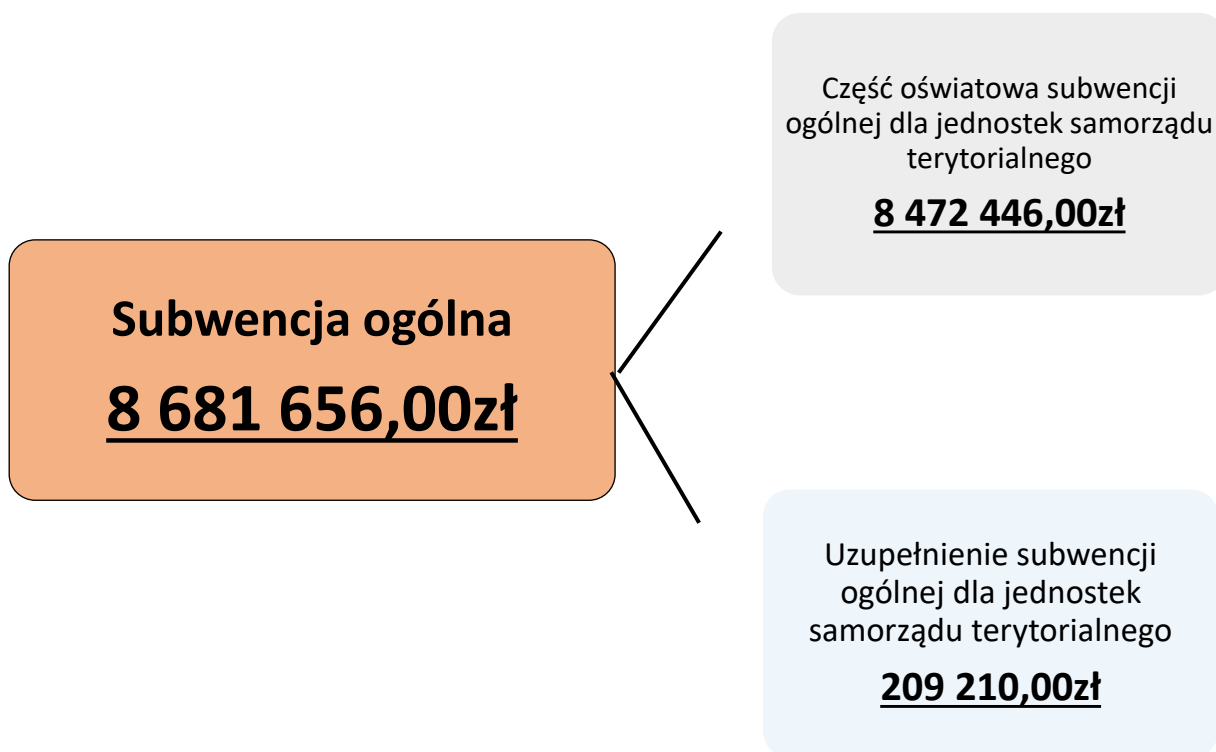 Część oświatowa subwencji
ogólnej dla jednostek samorządu
terytorialnego
8 472 446,00zł
Subwencja ogólna
8 681 656,00zł
Uzupełnienie subwencji
ogólnej dla jednostek
samorządu terytorialnego
209 210,00zł